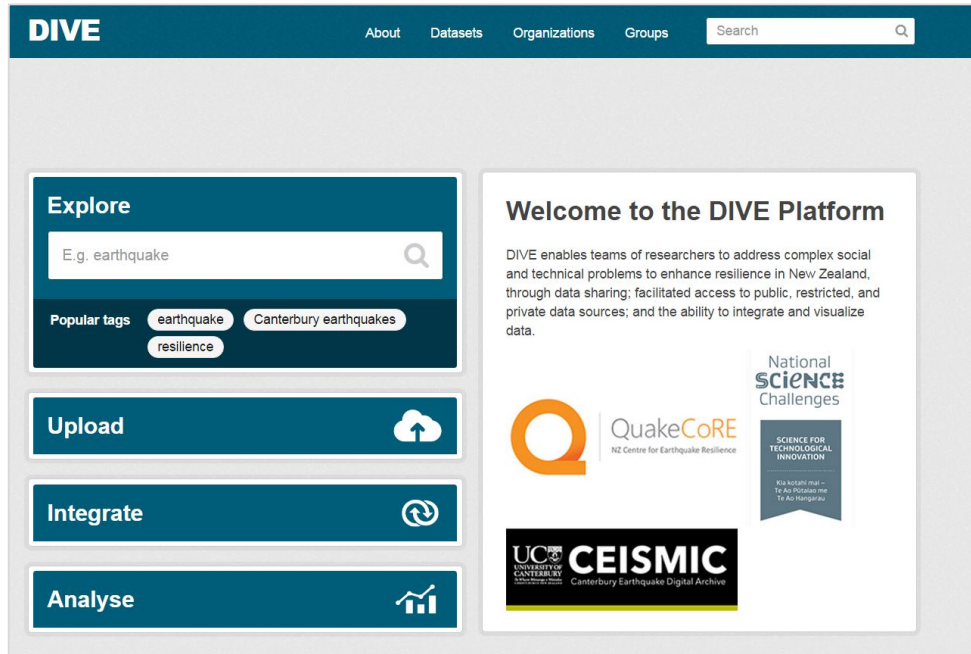 DIVE
About Datasets Organizations Groups Search
Explore
E.g. earthquake
Popular tags earthquake Canterbury earthquakes
resilience
Upload
Integrate
Analyse
Welcome to the DIVE Platform
DIVE enables teams of researchers to address complex social
and technical problems to enhance resilience in New Zealand,
through data sharing; facilitated access to public, restricted, and
private data sources; and the ability to integrate and visualize
data.
QuakeCoRE
NZ Centre for Earthquake Resilience
National
SCIENCE
Challenges
SCIENCE FOR
TECHNOLOGICAL
INNOVATION
Kia kotahi mai –
Te Ao Pūtaiao me
Te Ao Hangarau
UC
UNIVERSITY OF
CANTERBURY
CEISMIC
Canterbury Earthquake Digital Archive